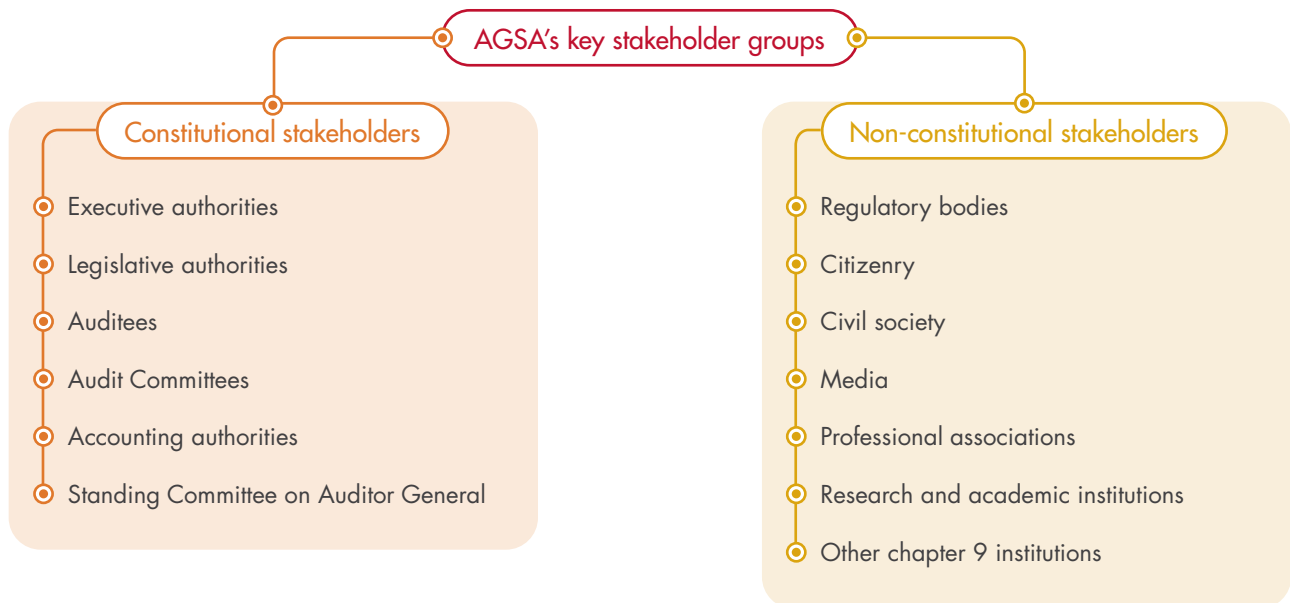 AGSA's key stakeholder groups
Constitutional stakeholders
Executive authorities
Legislative authorities
Auditees
Audit Committees
Accounting authorities
Standing Committee on Auditor General
Non-constitutional stakeholders
Regulatory bodies
Citizenry
Civil society
Media
Professional associations
Research and academic institutions
Other chapter 9 institutions